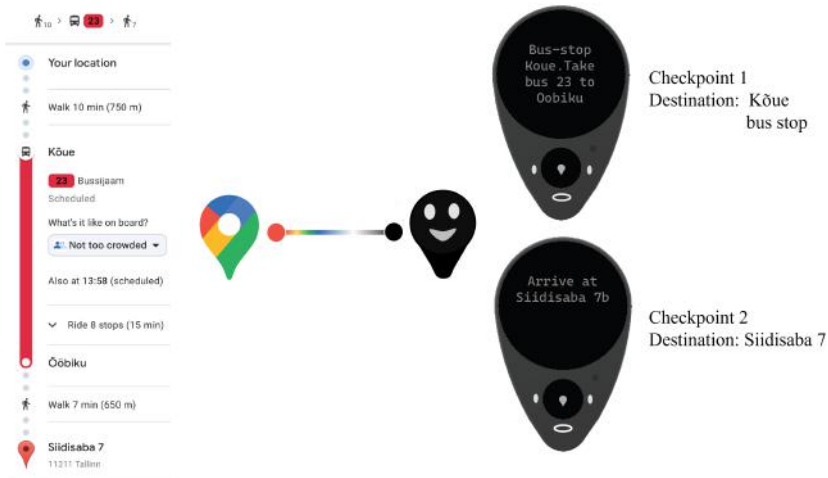 10 > 23 > 7
Your location
Walk 10 min (750 m)
Kõue
23 Bussijaam
Scheduled
What's it like on board?
Not too crowded
Also at 13:58 (scheduled)
Ride 8 stops (15 min)
Ööbiku
Walk 7 min (650 m)
Siidisaba 7
11311 Tallinn
Bus-stop
Koue.Take
bus 23 to
Oobiku
Checkpoint 1
Destination: Kõue
bus stop
Arrive at
Siidisaba 7b
Checkpoint 2
Destination: Siidisaba 7